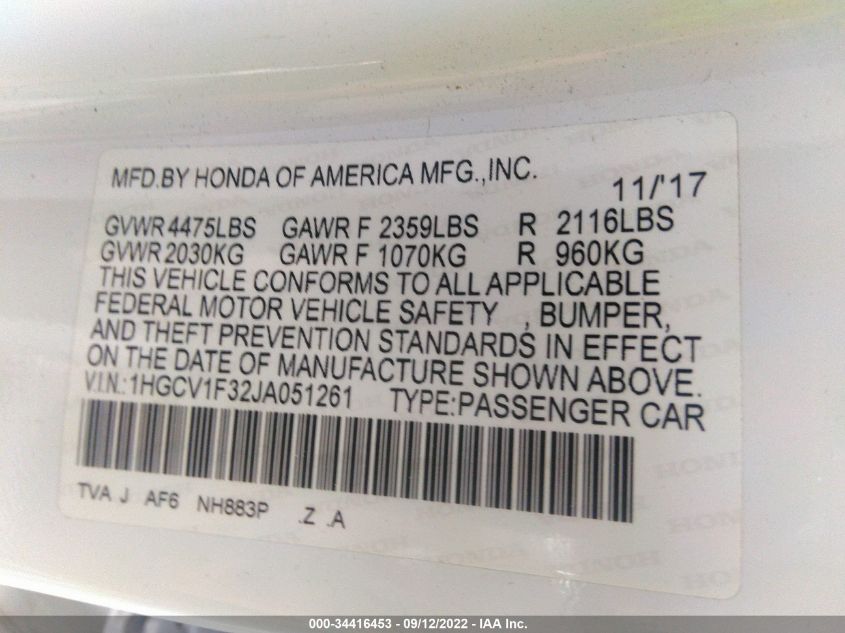 MFD.BY HONDA OF AMERICA MFG.,INC. 11/'17
GVWR 4475LBS GAWR F 2359LBS R 2116LBS
GVWR 2030KG GAWR F 1070KG R 960KG
THIS VEHICLE CONFORMS TO ALL APPLICABLE
FEDERAL MOTOR VEHICLE SAFETY , BUMPER,
AND THEFT PREVENTION STANDARDS IN EFFECT
ON THE DATE OF MANUFACTURE SHOWN ABOVE.
V.I.N.:1HGCV1F32JA051261 TYPE:PASSENGER CAR
TVA J AF6 NH883P .Z .A
000-34416453 - 09/12/2022 - IAA Inc.